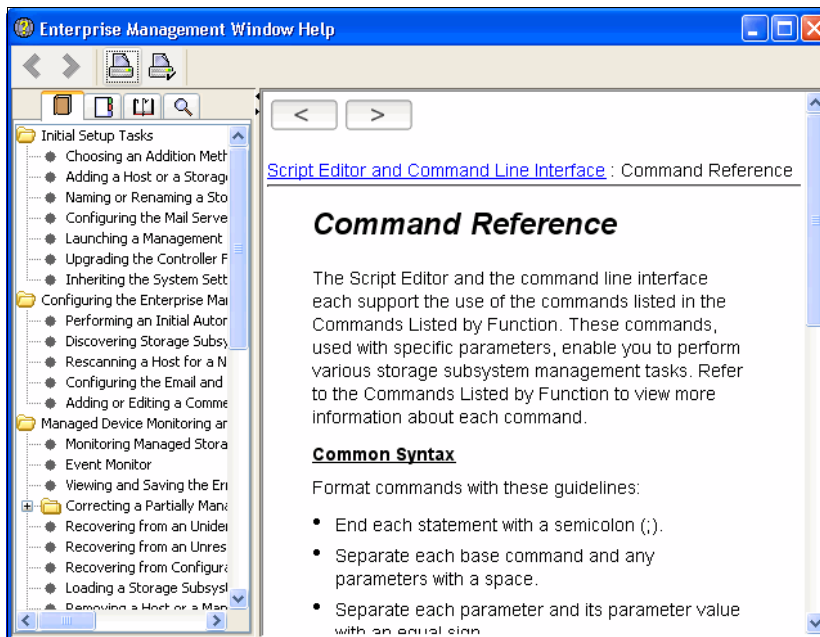 Enterprise Management Window Help
Initial Setup Tasks
Choosing an Addition Meth
Adding a Host or a Storag
Naming or Renaming a Sto
Configuring the Mail Serve
Launching a Management
Upgrading the Controller F
Inheriting the System Sett
Configuring the Enterprise Mai
Performing an Initial Autor
Discovering Storage Subsy
Rescanning a Host for a N
Configuring the Email and
Adding or Editing a Comme
Managed Device Monitoring ar
Monitoring Managed Stora
Event Monitor
Viewing and Saving the Err
Correcting a Partially Mana
Recovering from an Unider
Recovering from an Unres
Recovering from Configura
Loading a Storage Subsyst
Removing a Host or a Man
< >
Script Editor and Command Line Interface : Command Reference
Command Reference
The Script Editor and the command line interface
each support the use of the commands listed in the
Commands Listed by Function. These commands,
used with specific parameters, enable you to perform
various storage subsystem management tasks. Refer
to the Commands Listed by Function to view more
information about each command.
Common Syntax
Format commands with these guidelines:
• End each statement with a semicolon (;).
• Separate each base command and any
parameters with a space.
• Separate each parameter and its parameter value
with an equal sign